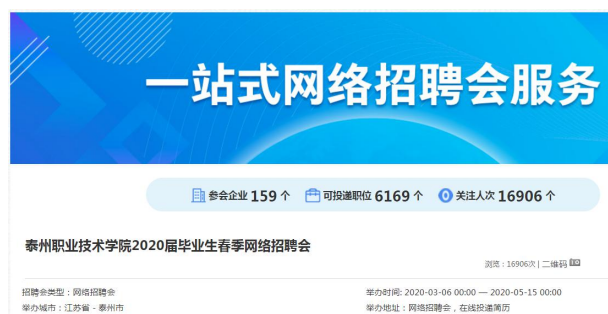 一站式网络招聘会服务
参会企业 159 个 可投递职位 6169 个 关注人次 16906 个
泰州职业技术学院2020届毕业生春季网络招聘会
浏览：16906次 | 二维码
招聘会类型：网络招聘会 举办时间: 2020-03-06 00:00 — 2020-05-15 00:00
举办城市：江苏省 - 泰州市 举办地址：网络招聘会，在线投递简历